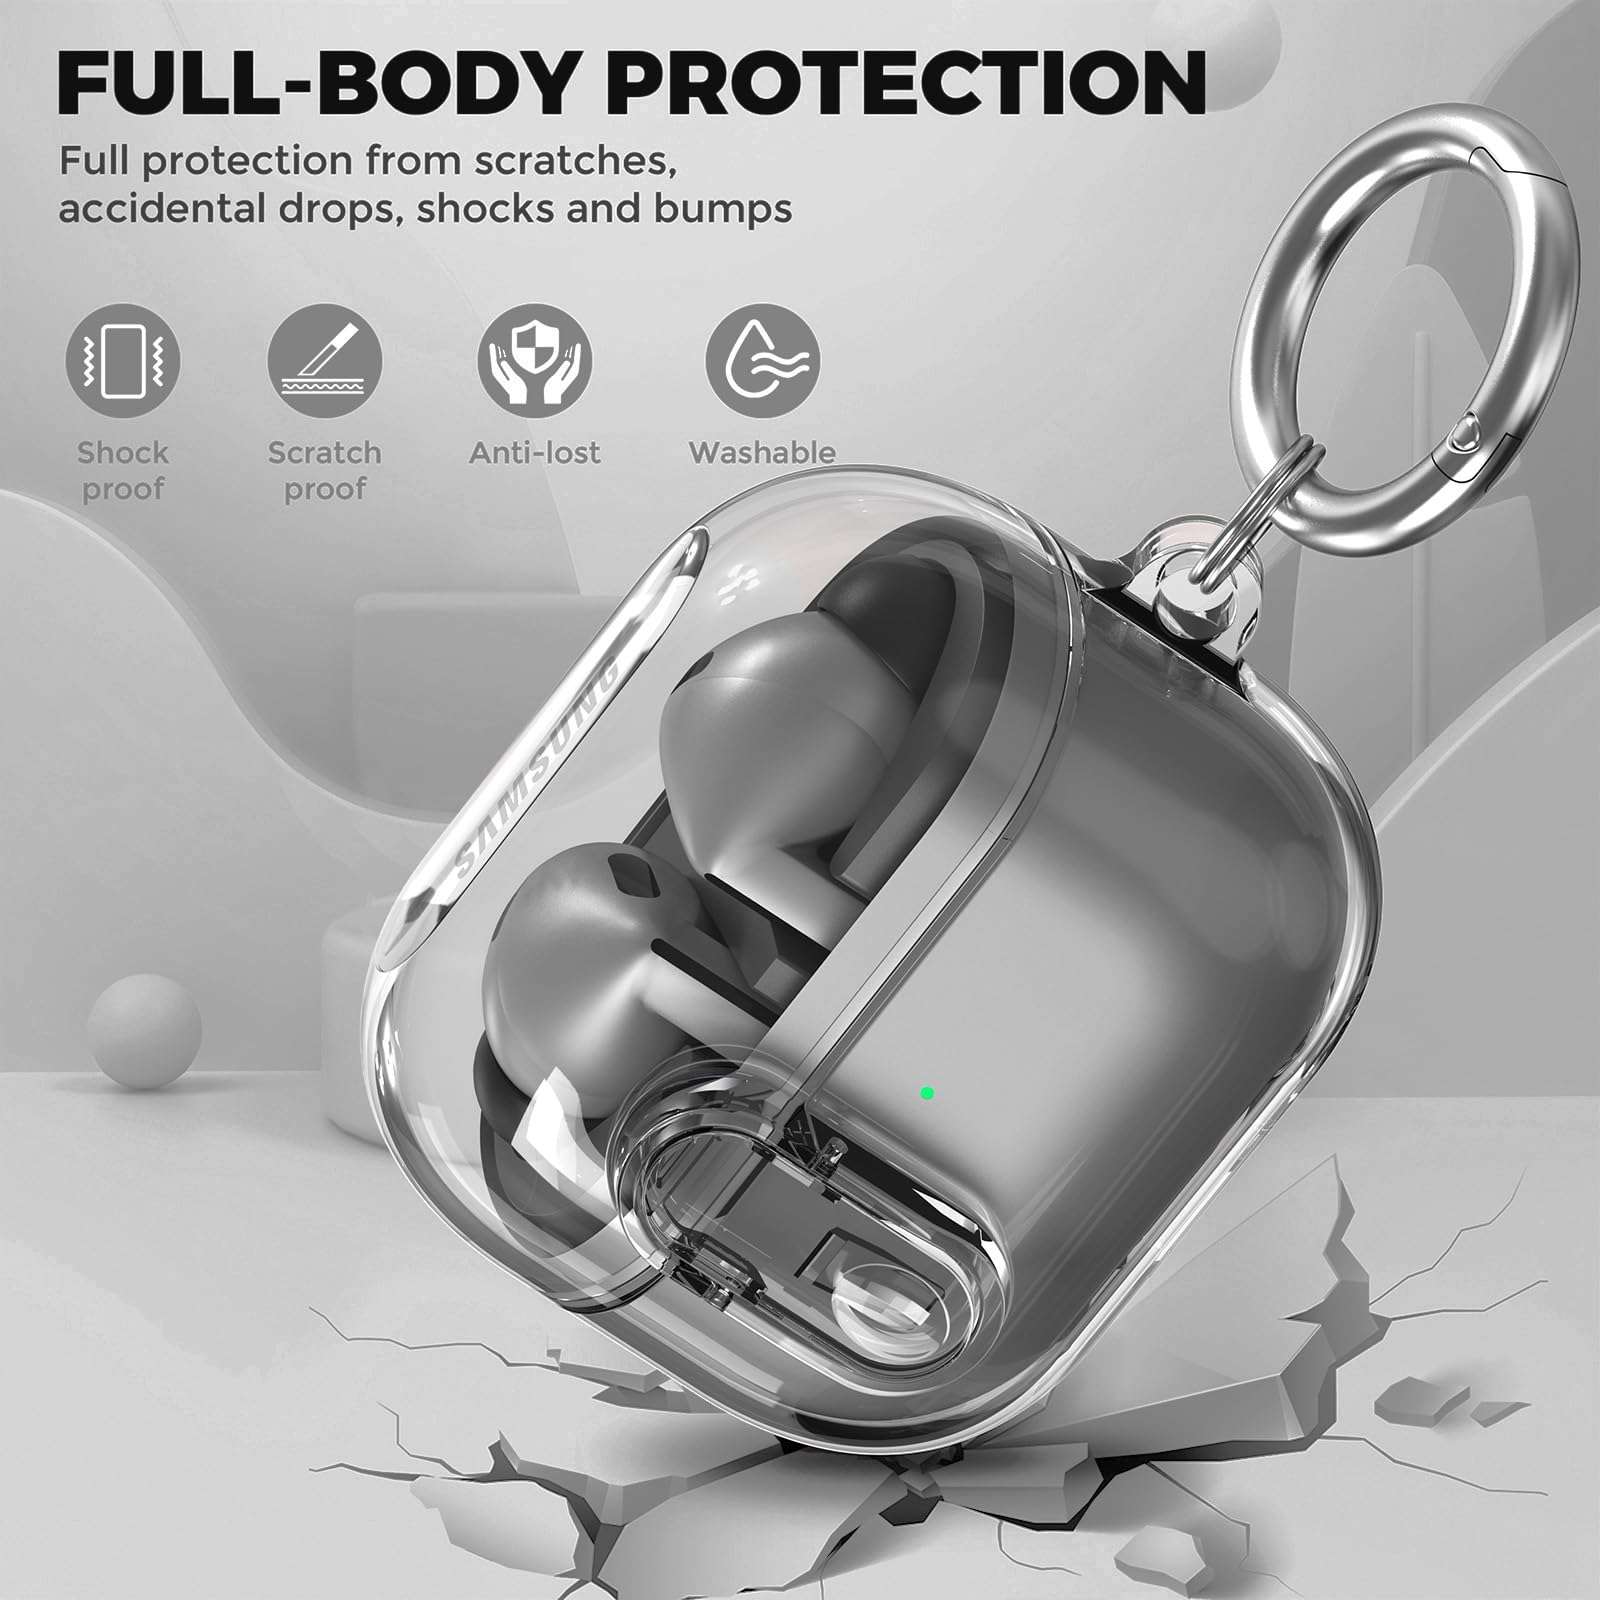 FULL-BODY PROTECTION
Full protection from scratches,
accidental drops, shocks and bumps
Shock
proof
Scratch
proof
Anti-lost
Washable
SAMSUNG